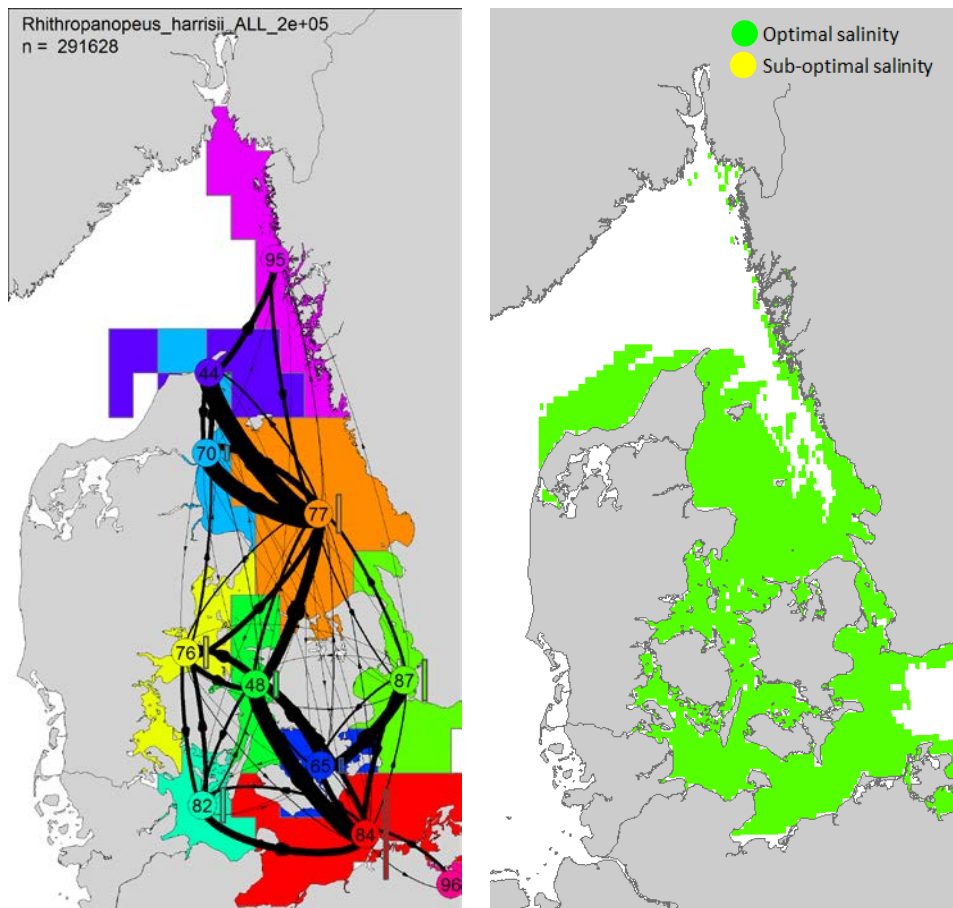 Rhithropanopeus_harrisii_ALL_2e+05
n = 291628
Optimal salinity
Sub-optimal salinity
95
44
70
77
76
48
87
65
82
84
96